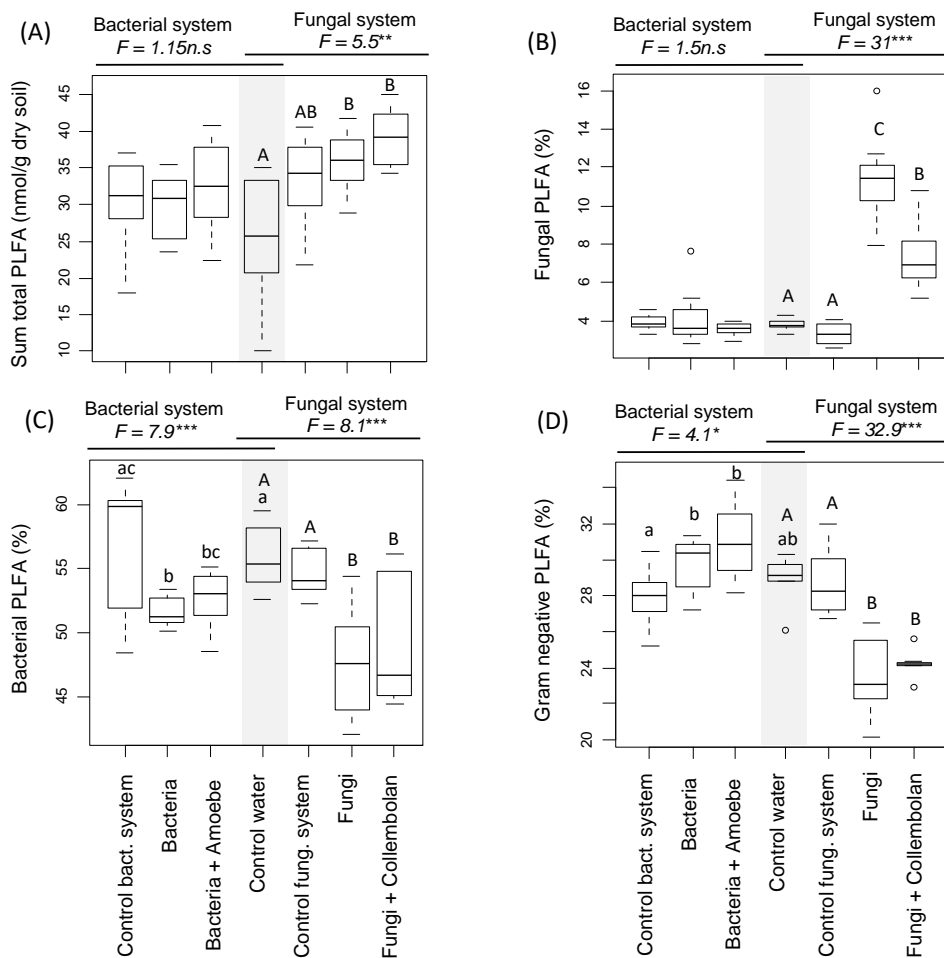 (A)
Bacterial system
F = 1.15n.s
Fungal system
F = 5.5**
Sum total PLFA (nmol/g dry soil)
45
40
35
30
25
20
15
10
A
AB
B
B
(B)
Bacterial system
F = 1.5n.s
Fungal system
F = 31***
Fungal PLFA (%)
16
14
12
10
8
6
4
A
A
C
B
(C)
Bacterial system
F = 7.9***
Fungal system
F = 8.1***
Bacterial PLFA (%)
60
55
50
45
ac
b
bc
A
a
A
B
B
Control bact. system
Bacteria
Bacteria + Amoebe
Control water
Control fung. system
Fungi
Fungi + Collembolan
(D)
Bacterial system
F = 4.1*
Fungal system
F = 32.9***
Gram negative PLFA (%)
32
28
24
20
a
b
b
A
ab
A
B
B
Control bact. system
Bacteria
Bacteria + Amoebe
Control water
Control fung. system
Fungi
Fungi + Collembolan